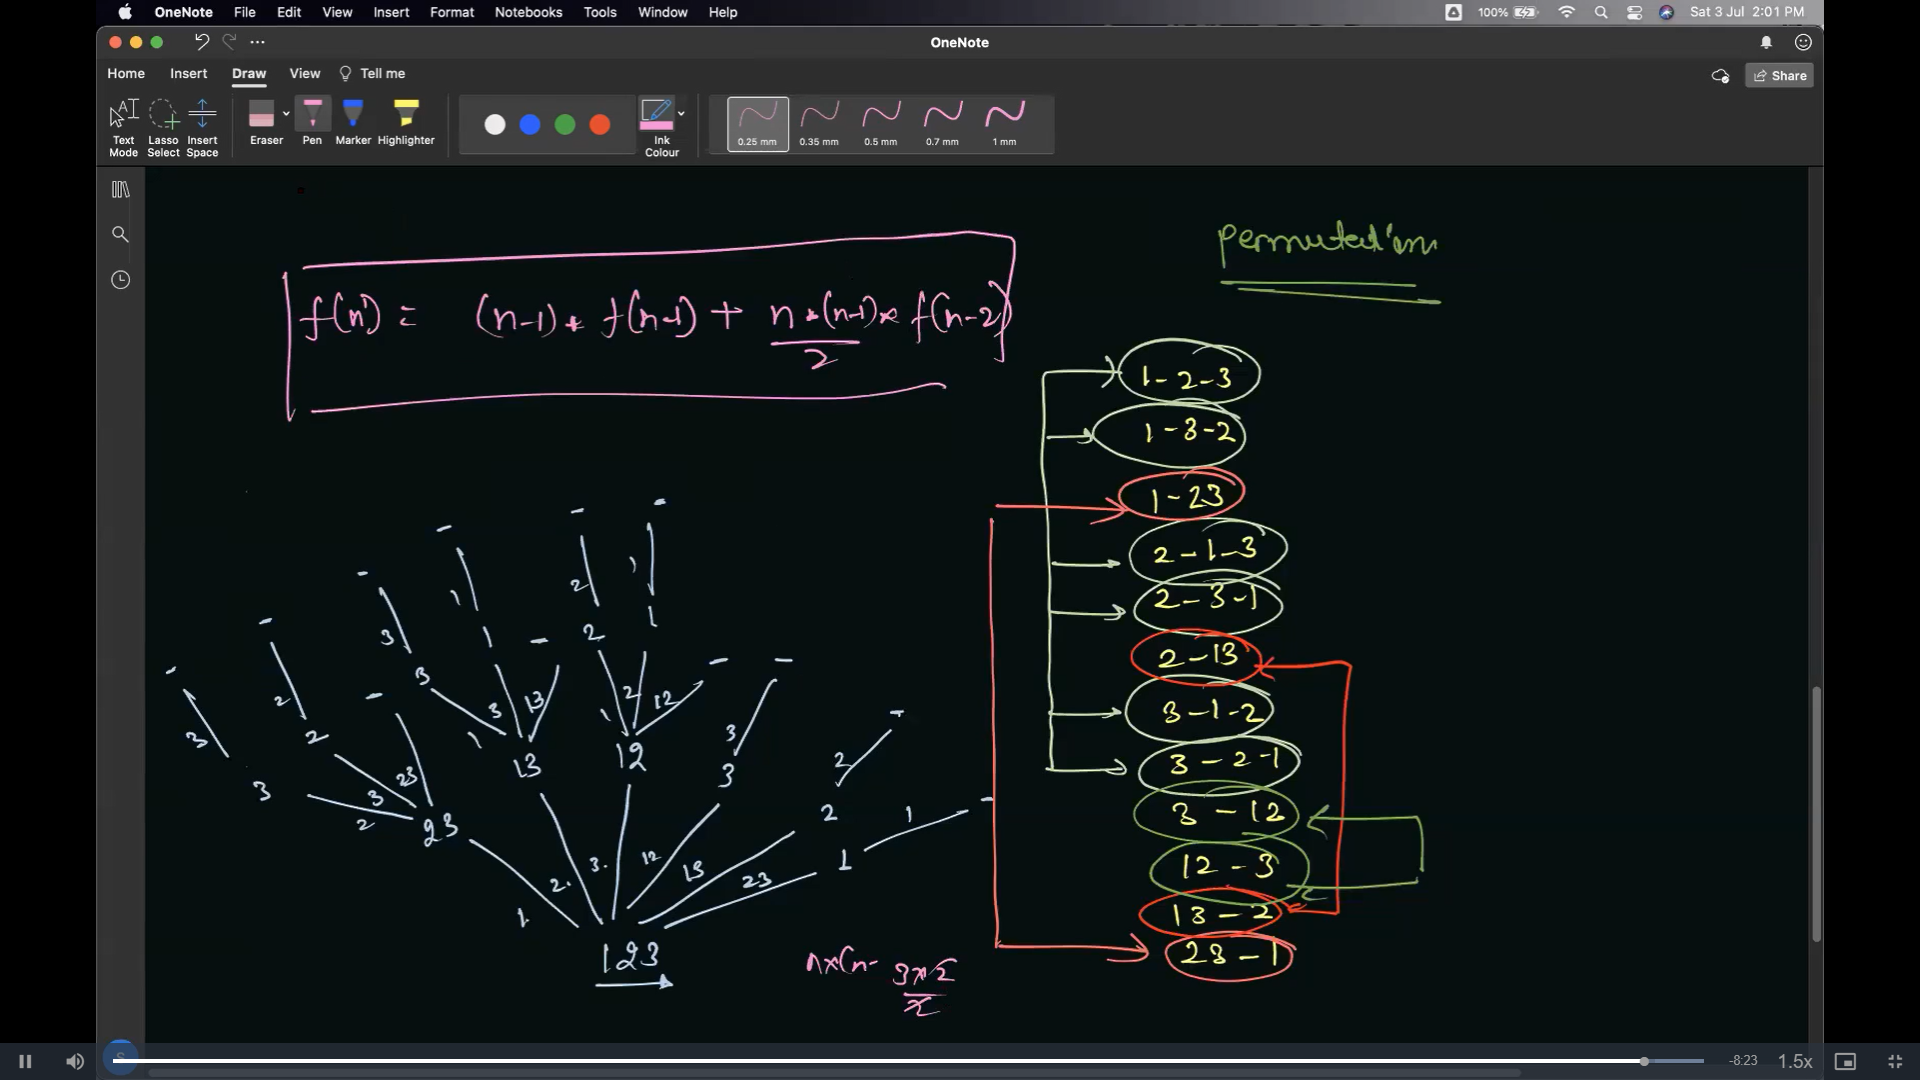 OneNote File Edit View Insert Format Notebooks Tools Window Help 100% Sat 3 Jul 2:01 PM
OneNote
Home Insert Draw View Tell me Share
Text Mode
Lasso Select
Insert Space
Eraser
Pen
Marker
Highlighter
Ink Colour
0.25 mm 0.35 mm 0.5 mm 0.7 mm 1 mm
permutation
f(n) = (n-1) * f(n-1) + n * (n-1) * f(n-2)
2
1-2-3
1-3-2
1-23
2-1-3
2-3-1
2-13
3-1-2
3-2-1
3-12
12-3
13-2
23-1
- - -
2 1
- 1
- 3 1 - 2 1
- 3 13 - -
- 2 3 1 2 12
3 2 1 3 1 3 -
23 13 12 3 2
3 3 2
2 23 1 -
3. 12 1
2. 13 23
1.
123
n×(n- 3×2
2
-8:23 1.5x